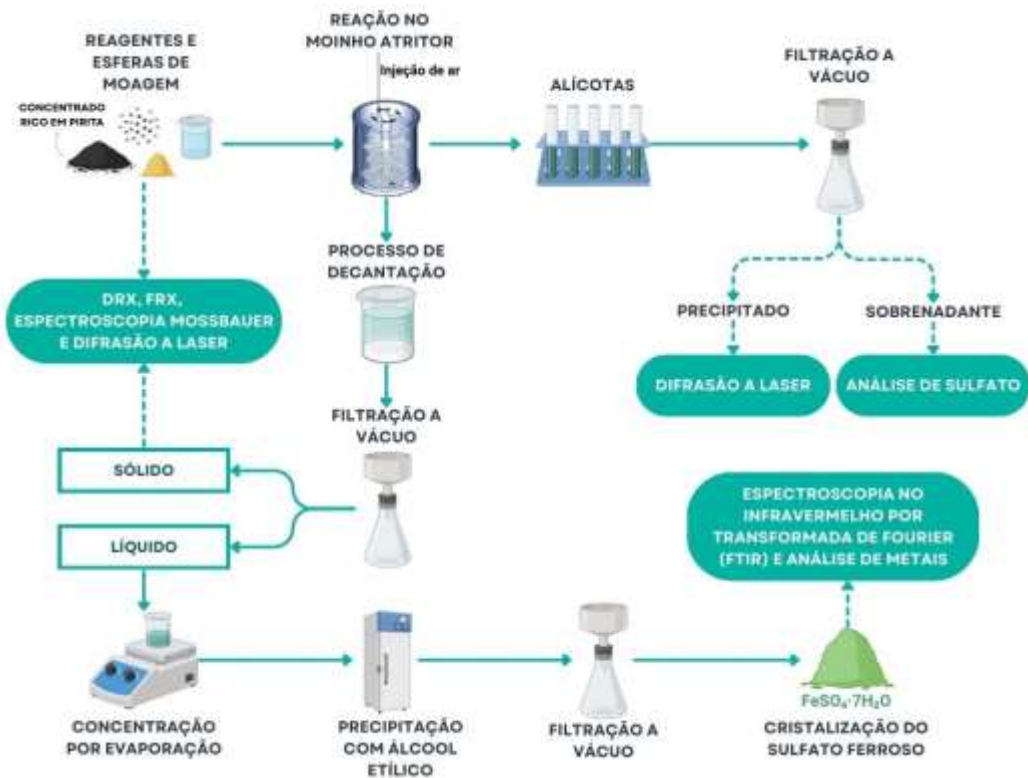 REAGENTES E
ESFERAS DE
MOAGEM
CONCENTRADO
RICO EM PIRITA
REAÇÃO NO
MOINHO ATRITOR
Injeção de ar
ALÍCOTAS
FILTRAÇÃO A
VÁCUO
PROCESSO DE
DECANTAÇÃO
DRX, FRX,
ESPECTROSCOPIA MOSSBAUER
E DIFRASÃO A LASER
PRECIPITADO
SOBRENADANTE
DIFRASÃO A LASER
ANÁLISE DE SULFATO
FILTRAÇÃO A
VÁCUO
SÓLIDO
LÍQUIDO
ESPECTROSCOPIA NO
INFRAVERMELHO POR
TRANSFORMADA DE FOURIER
(FTIR) E ANÁLISE DE METAIS
CONCENTRAÇÃO
POR EVAPORAÇÃO
PRECIPITAÇÃO
COM ÁLCOOL
ETÍLICO
FILTRAÇÃO A
VÁCUO
FeSO₄·7H₂O
CRISTALIZAÇÃO DO
SULFATO FERROSO